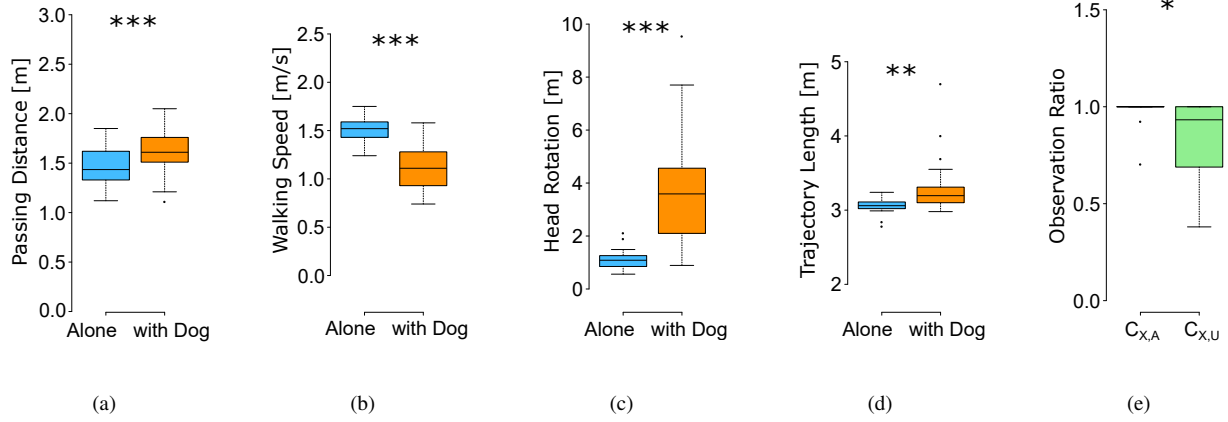 Passing Distance [m]
3.0
2.5
2.0
1.5
1.0
0.5
0.0
***
Alone
with Dog
(a)
Walking Speed [m/s]
2.5
2.0
1.5
1.0
0.5
0.0
***
Alone
with Dog
(b)
Head Rotation [m]
10
8
6
4
2
0
***
Alone
with Dog
(c)
Trajectory Length [m]
5
4
3
2
**
Alone
with Dog
(d)
Observation Ratio
1.5
1.0
0.5
0.0
*
C_X,A
C_X,U
(e)